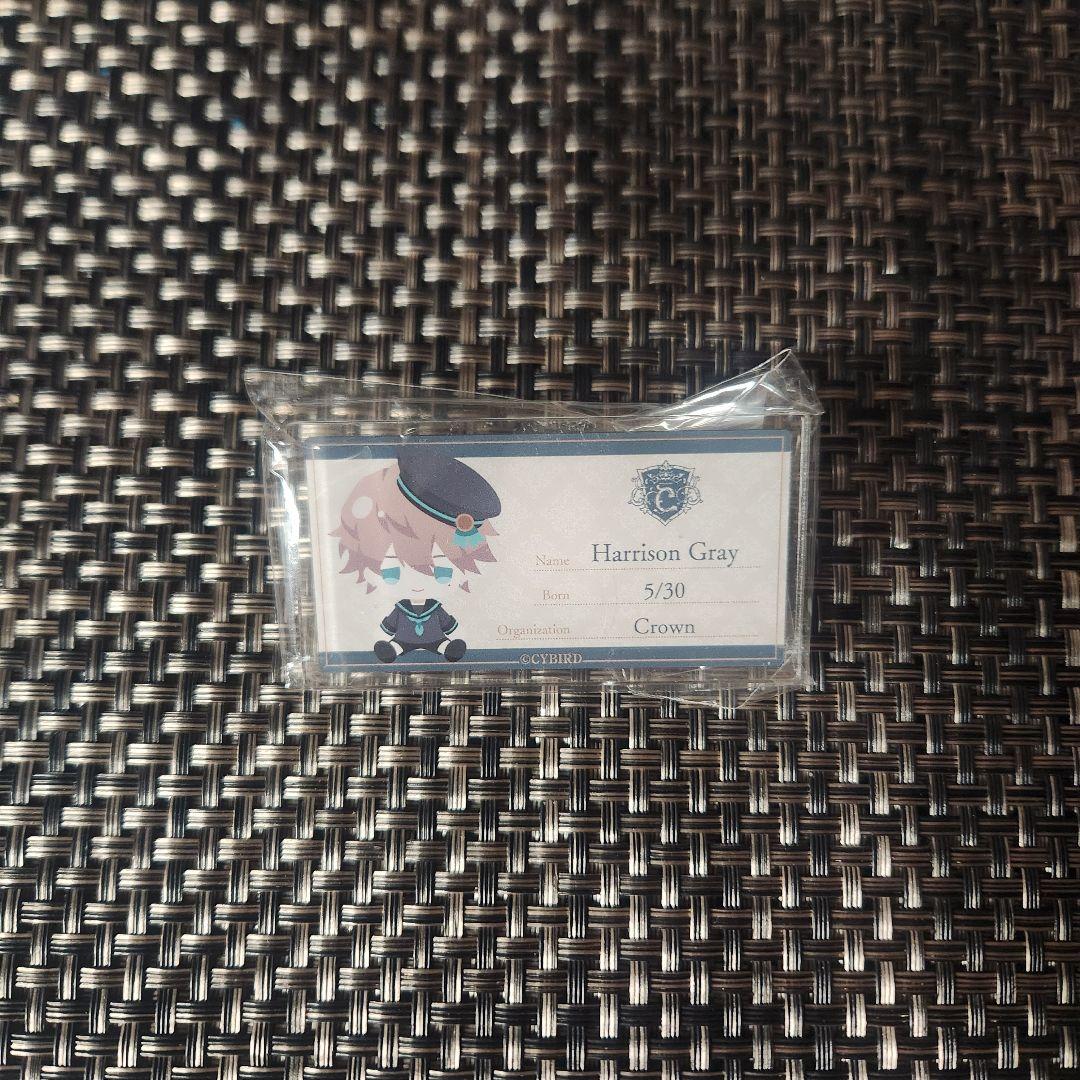 C
Name Harrison Gray
Born 5/30
Organization Crown
©CYBIRD